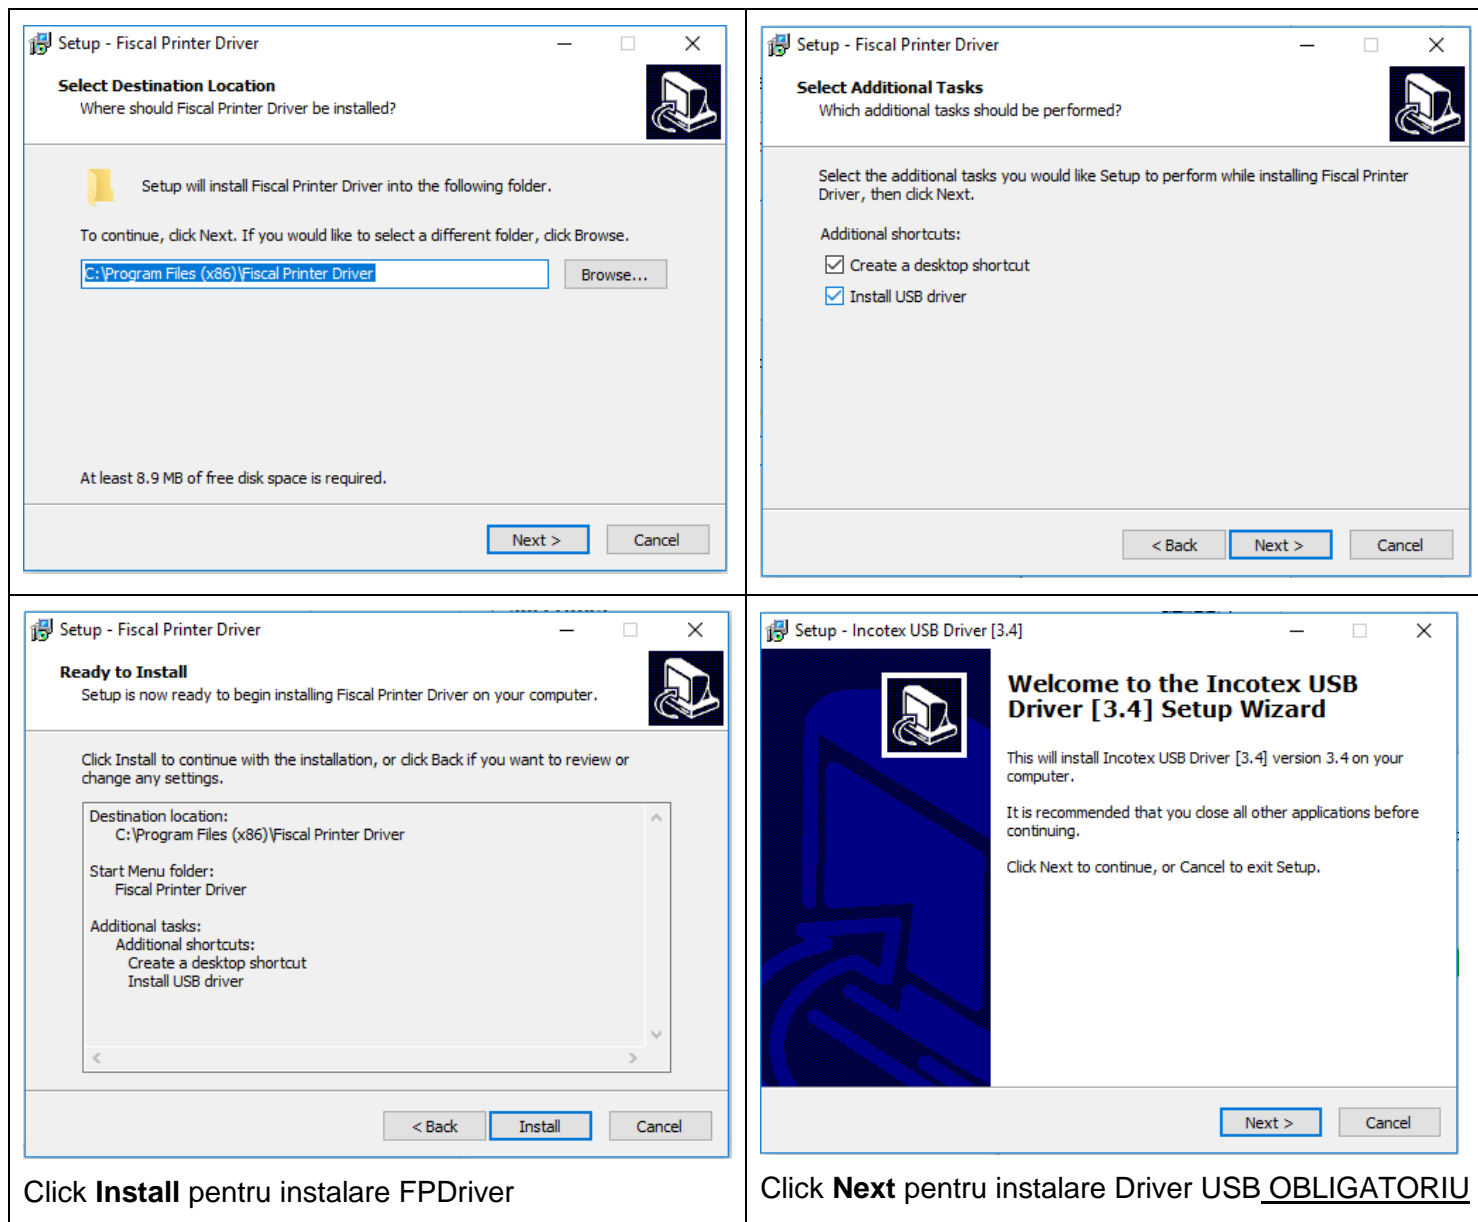 Setup - Fiscal Printer Driver
Select Destination Location
Where should Fiscal Printer Driver be installed?
Setup will install Fiscal Printer Driver into the following folder.
To continue, click Next. If you would like to select a different folder, click Browse.
C:\Program Files (x86)\Fiscal Printer Driver
Browse...
At least 8.9 MB of free disk space is required.
Next >
Cancel
Setup - Fiscal Printer Driver
Select Additional Tasks
Which additional tasks should be performed?
Select the additional tasks you would like Setup to perform while installing Fiscal Printer
Driver, then click Next.
Additional shortcuts:
Create a desktop shortcut
Install USB driver
< Back
Next >
Cancel
Setup - Fiscal Printer Driver
Ready to Install
Setup is now ready to begin installing Fiscal Printer Driver on your computer.
Click Install to continue with the installation, or click Back if you want to review or
change any settings.
Destination location:
C:\Program Files (x86)\Fiscal Printer Driver
Start Menu folder:
Fiscal Printer Driver
Additional tasks:
Additional shortcuts:
Create a desktop shortcut
Install USB driver
< Back
Install
Cancel
Click Install pentru instalare FPDriver
Setup - Incotex USB Driver [3.4]
Welcome to the Incotex USB
Driver [3.4] Setup Wizard
This will install Incotex USB Driver [3.4] version 3.4 on your
computer.
It is recommended that you close all other applications before
continuing.
Click Next to continue, or Cancel to exit Setup.
Next >
Cancel
Click Next pentru instalare Driver USB OBLIGATORIU